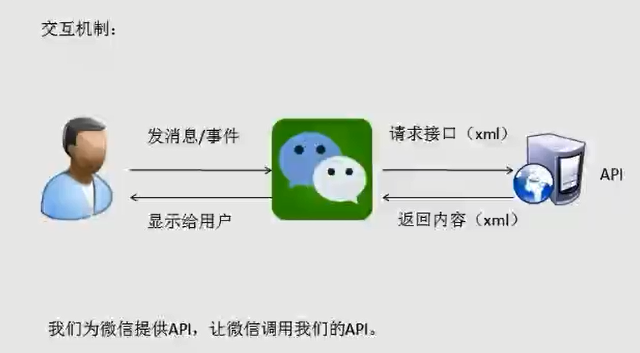 交互机制：
发消息/事件
请求接口（xml）
API
显示给用户
返回内容（xml）
我们为微信提供API，让微信调用我们的API。